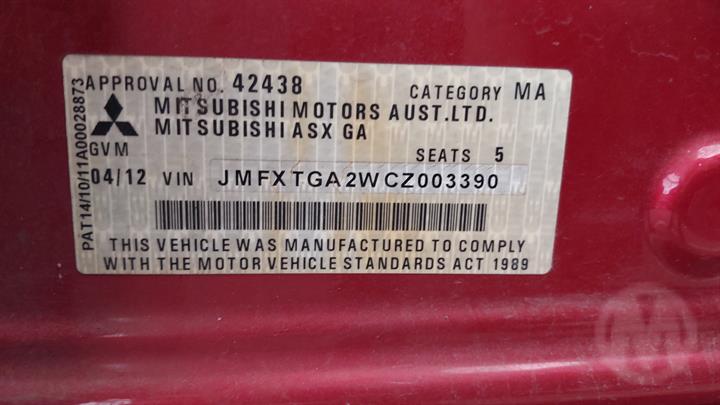 APPROVAL NO. 42438 CATEGORY MA
MITSUBISHI MOTORS AUST.LTD.
MITSUBISHI ASX GA
GVM SEATS 5
04/12 VIN JMFXTGA2WCZ003390
THIS VEHICLE WAS MANUFACTURED TO COMPLY
WITH THE MOTOR VEHICLE STANDARDS ACT 1989
PAT14/10/11A00028873